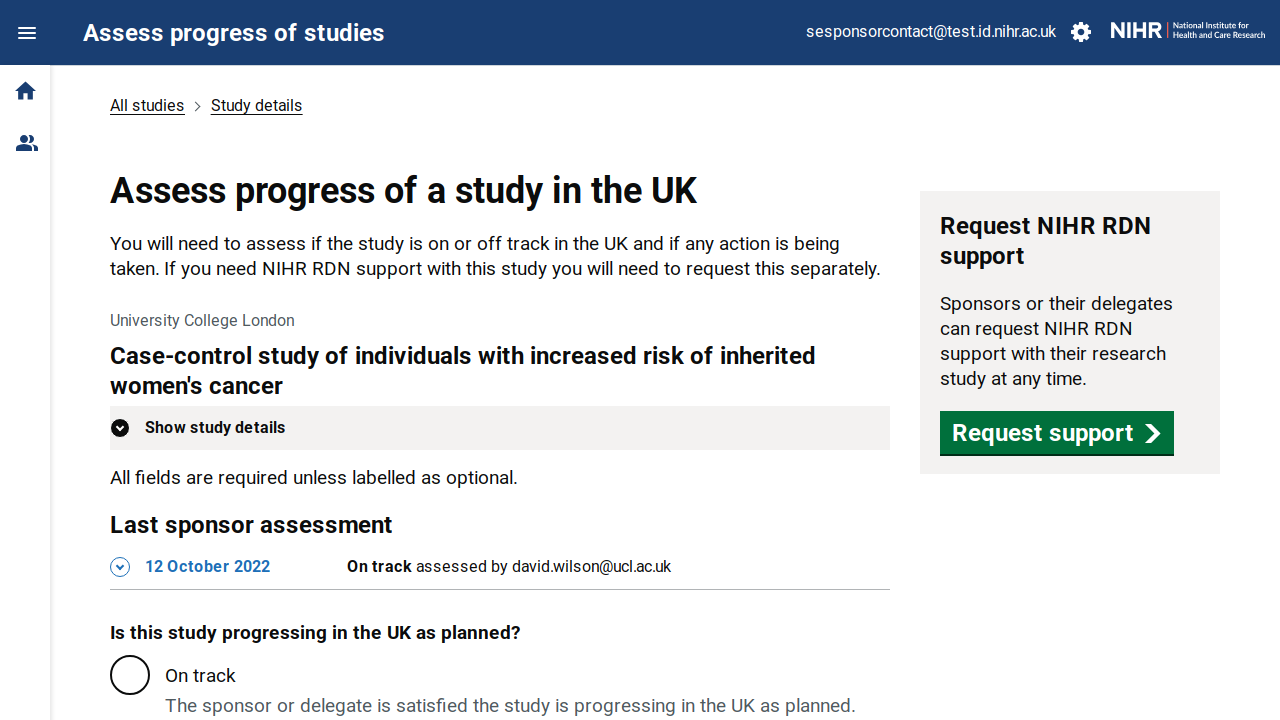 Assess progress of studies
sesponsorcontact@test.id.nihr.ac.uk
NIHR
National Institute for
Health and Care Research
All studies
Study details
Assess progress of a study in the UK
You will need to assess if the study is on or off track in the UK and if any action is being
taken. If you need NIHR RDN support with this study you will need to request this separately.
University College London
Case-control study of individuals with increased risk of inherited
women's cancer
Show study details
All fields are required unless labelled as optional.
Last sponsor assessment
12 October 2022
On track assessed by david.wilson@ucl.ac.uk
Is this study progressing in the UK as planned?
On track
The sponsor or delegate is satisfied the study is progressing in the UK as planned.
Request NIHR RDN
support
Sponsors or their delegates
can request NIHR RDN
support with their research
study at any time.
Request support